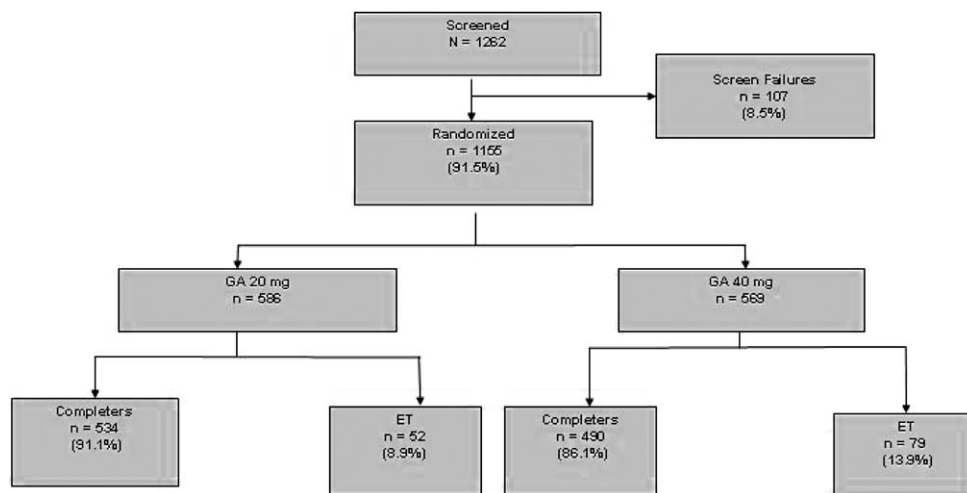 Screened
N = 1262
Screen Failures
n = 107
(8.5%)
Randomized
n = 1155
(91.5%)
GA 20 mg
n = 586
GA 40 mg
n = 569
Completers
n = 534
(91.1%)
ET
n = 52
(8.9%)
Completers
n = 490
(86.1%)
ET
n = 79
(13.9%)